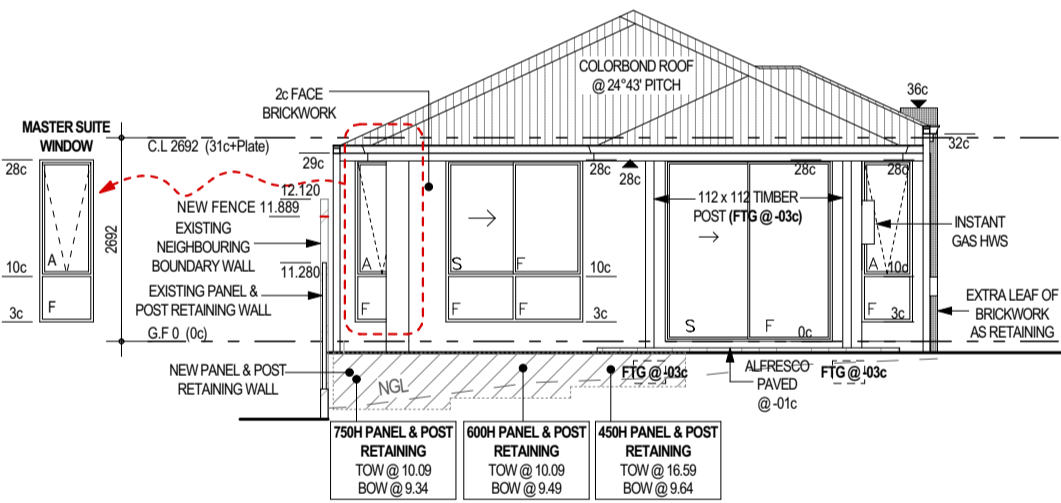 COLORBOND ROOF
@ 24°43' PITCH
36c
2c FACE
BRICKWORK
MASTER SUITE
WINDOW
C.L 2692 (31c+Plate)
32c
28c
29c
28c
28c
28c
28c
12.120
NEW FENCE 11.889
112 x 112 TIMBER
POST (FTG @ -03c)
EXISTING
NEIGHBOURING
BOUNDARY WALL
2692
INSTANT
GAS HWS
A
A
S
F
A
10c
11.280
10c
10c
EXISTING PANEL &
POST RETAINING WALL
F
F
F
F
F
3c
3c
3c
EXTRA LEAF OF
BRICKWORK
AS RETAINING
G.F 0 (0c)
S
F
0c
NEW PANEL & POST
RETAINING WALL
NGL
FTG @ -03c
ALFRESCO
PAVED
@ -01c
FTG @ -03c
750H PANEL & POST
RETAINING
TOW @ 10.09
BOW @ 9.34
600H PANEL & POST
RETAINING
TOW @ 10.09
BOW @ 9.49
450H PANEL & POST
RETAINING
TOW @ 16.59
BOW @ 9.64